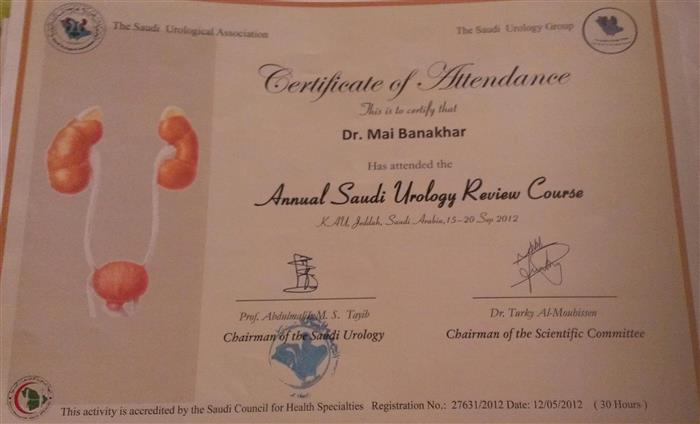 The Saudi Urological Association
The Saudi Urology Group
Certificate of Attendance
This is to certify that
Dr. Mai Banakhar
Has attended the
Annual Saudi Urology Review Course
KAU, Jeddah, Saudi Arabia, 15-20 Sep 2012
Prof. Abdulmalik M. S. Tayib
Chairman of the Saudi Urology
Dr. Turky Al-Mouhissen
Chairman of the Scientific Committee
This activity is accredited by the Saudi Council for Health Specialties Registation No.: 27631/2012 Date: 12/05/2012 ( 30 Hours )